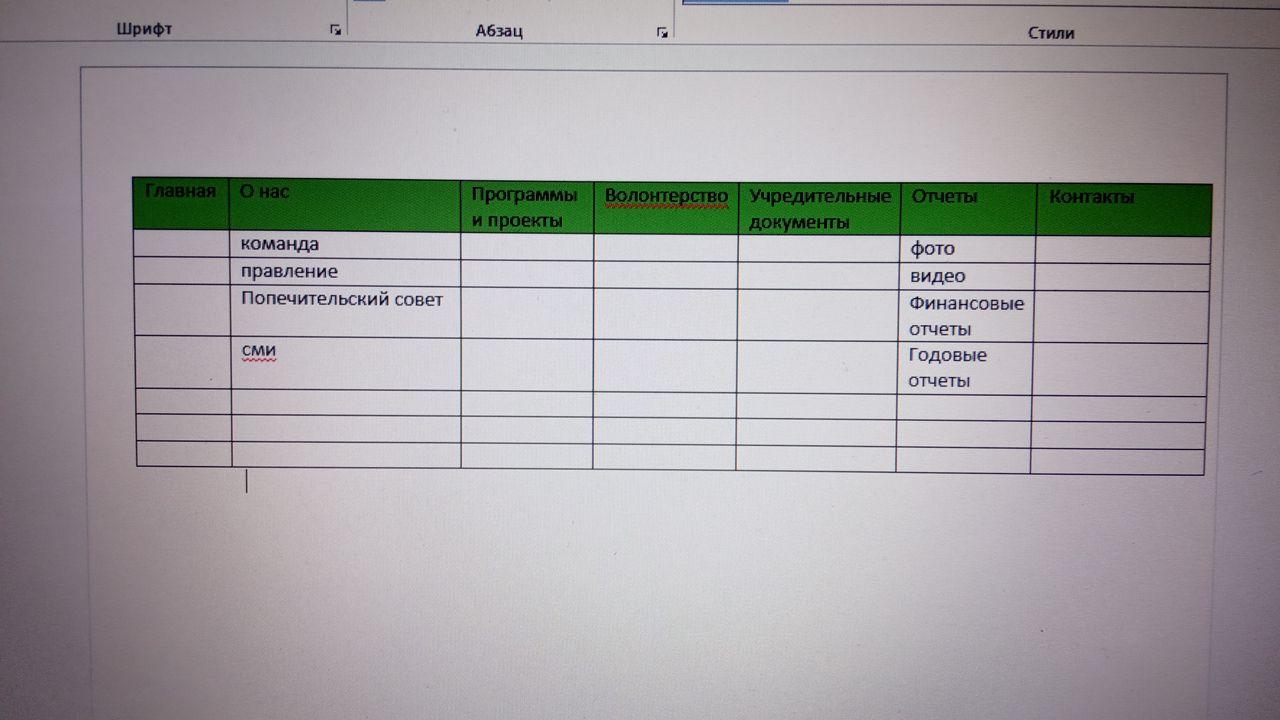 Шрифт Абзац Стили
Главная О нас Программы Волонтерство Учредительные Отчеты Контакты
и проекты документы
команда фото
правление видео
Попечительский совет Финансовые
отчеты
сми Годовые
отчеты